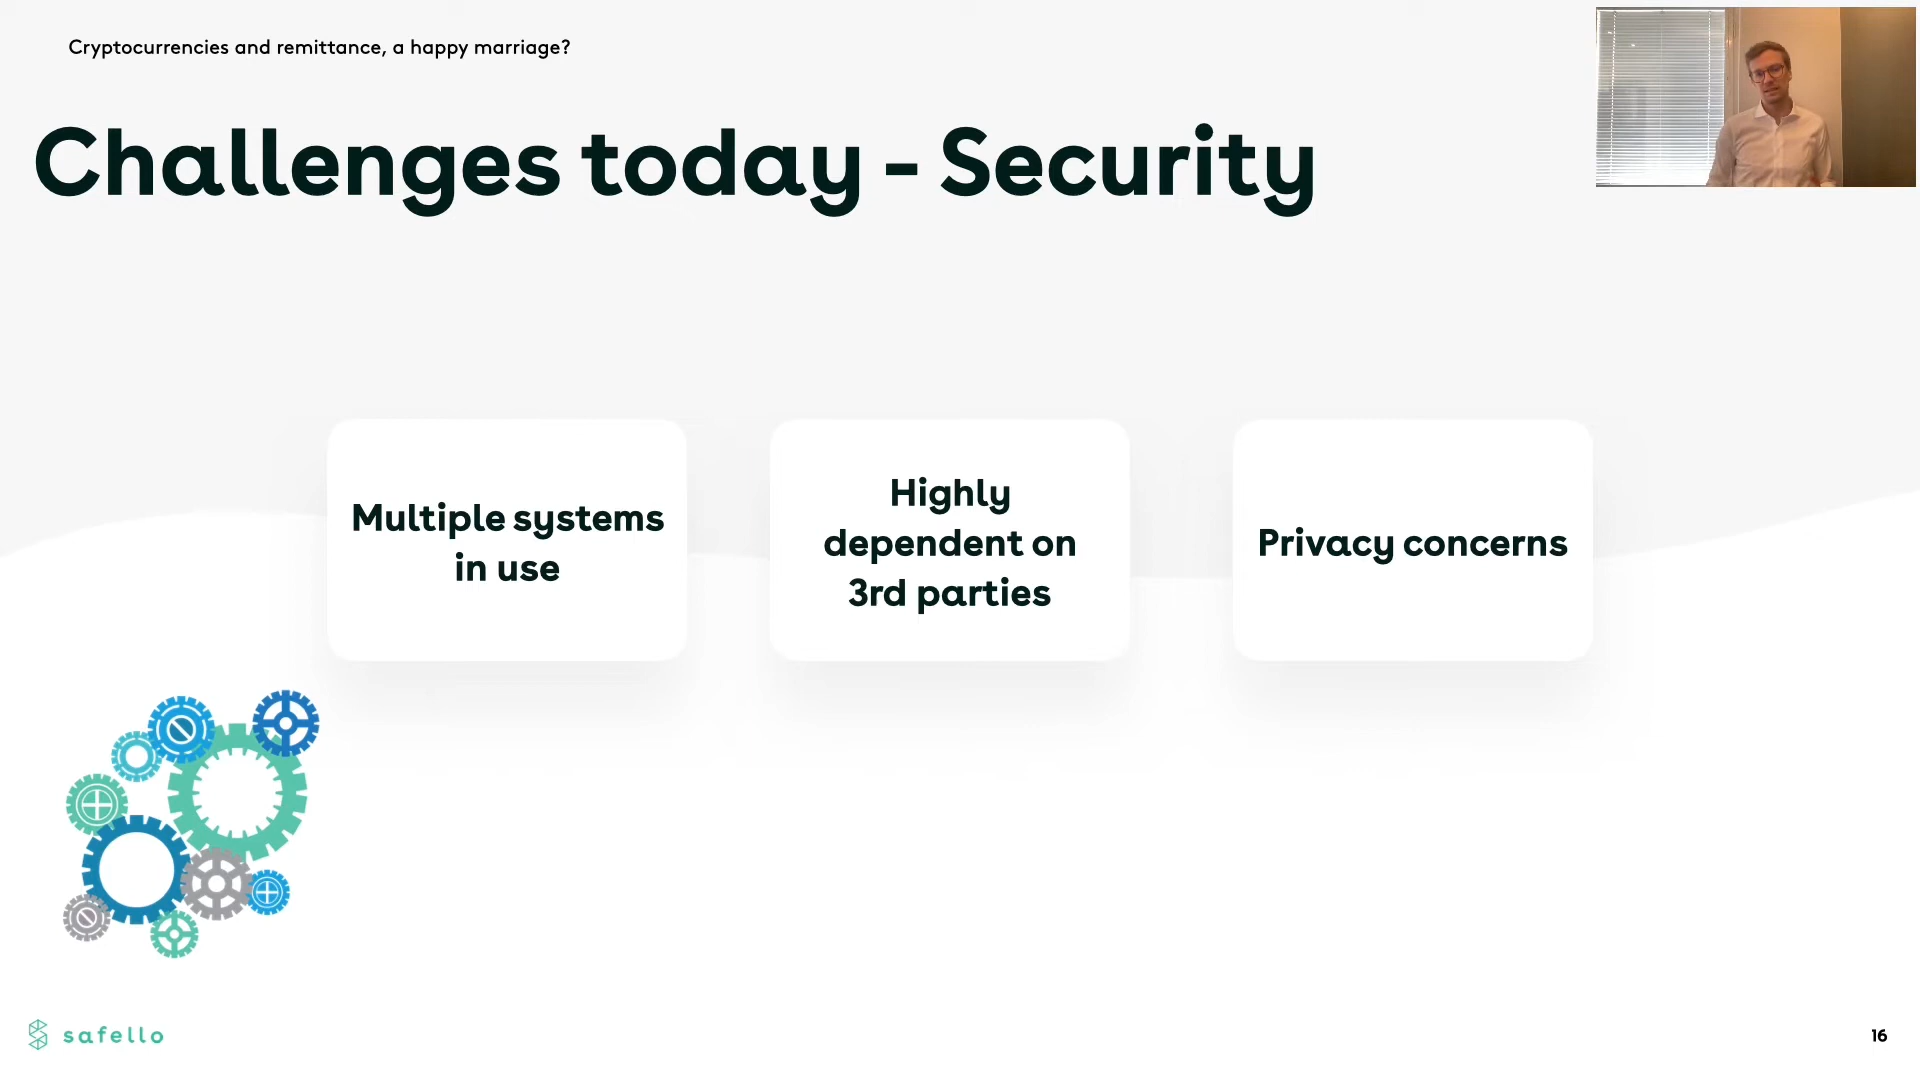 Cryptocurrencies and remittance, a happy marriage?
Challenges today - Security
Multiple systems
in use
Highly
dependent on
3rd parties
Privacy concerns
safello
16